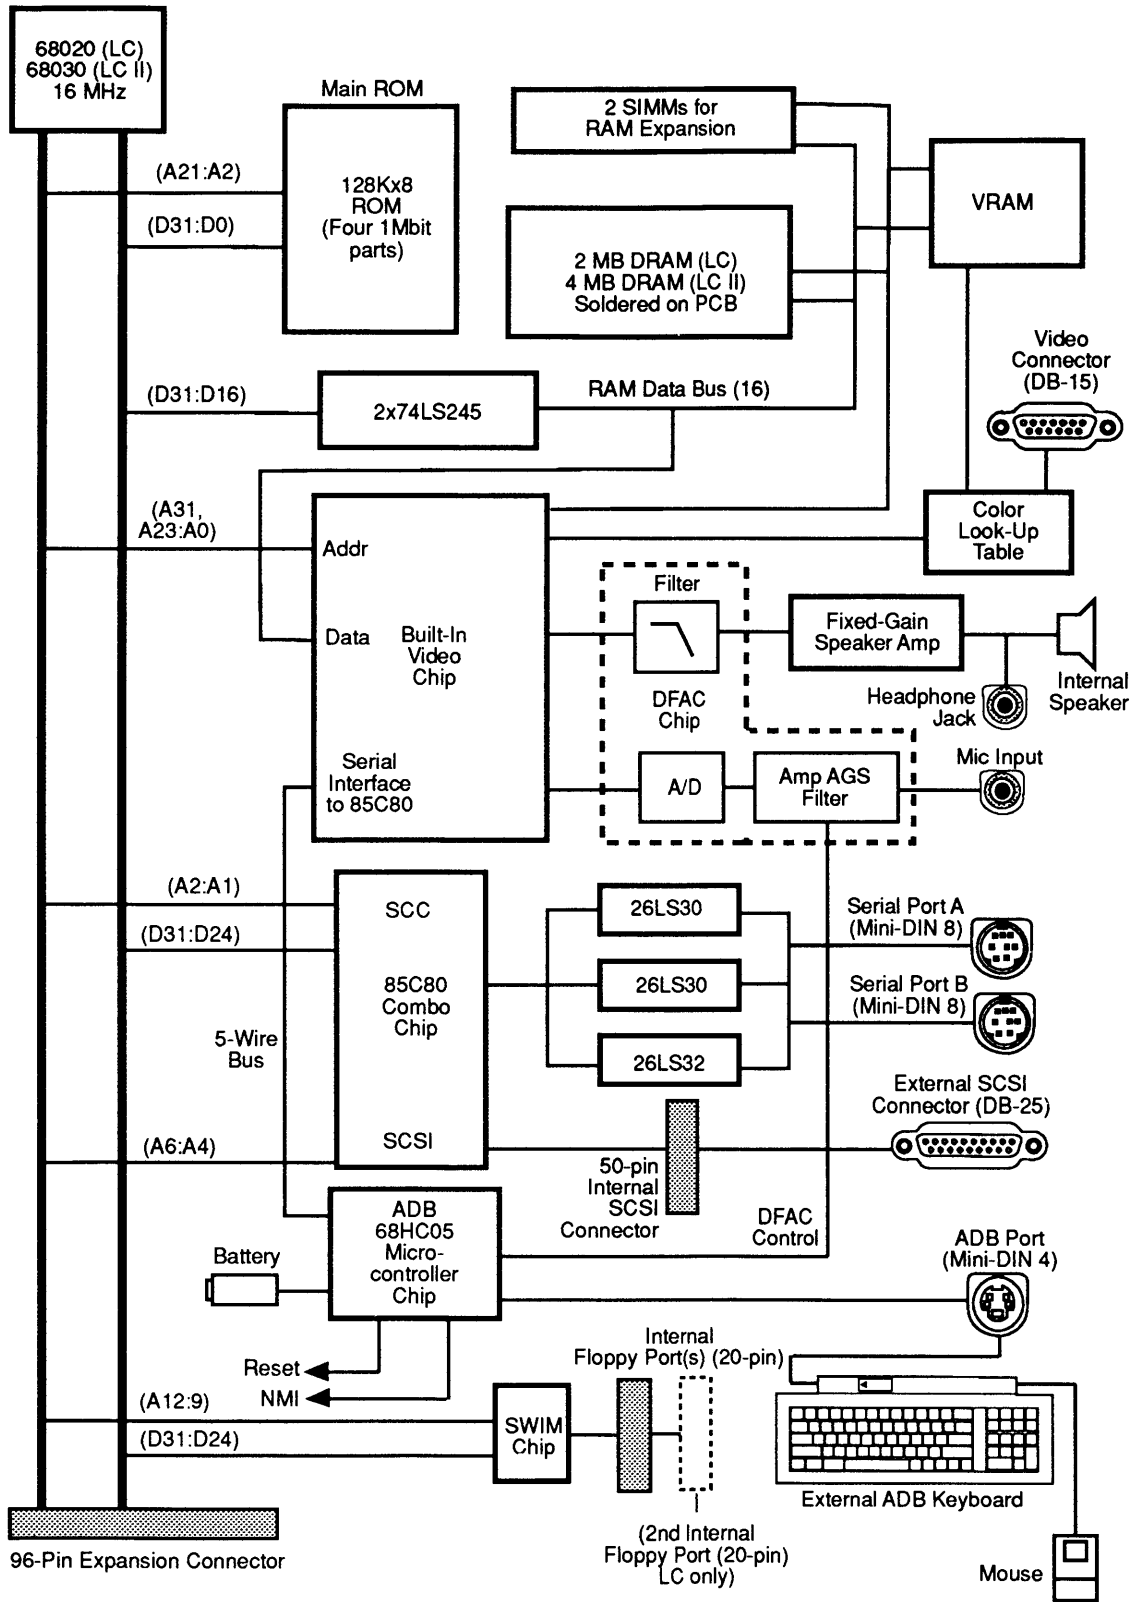 68020 (LC)
68030 (LC II)
16 MHz
Main ROM
(A21:A2)
(D31:D0)
128Kx8
ROM
(Four 1Mbit
parts)
2 SIMMs for
RAM Expansion
VRAM
2 MB DRAM (LC)
4 MB DRAM (LC II)
Soldered on PCB
Video
Connector
(DB-15)
(D31:D16)
2x74LS245
RAM Data Bus (16)
(A31,
A23:A0)
Addr
Data
Built-In
Video
Chip
Serial
Interface
to 85C80
Color
Look-Up
Table
Filter
DFAC
Chip
Fixed-Gain
Speaker Amp
Internal
Speaker
Headphone
Jack
A/D
Amp AGS
Filter
Mic Input
(A2:A1)
(D31:D24)
SCC
85C80
Combo
Chip
SCSI
26LS30
26LS30
26LS32
Serial Port A
(Mini-DIN 8)
Serial Port B
(Mini-DIN 8)
5-Wire
Bus
External SCSI
Connector (DB-25)
(A6:A4)
50-pin
Internal
SCSI
Connector
DFAC
Control
ADB
68HC05
Micro-
controller
Chip
Battery
ADB Port
(Mini-DIN 4)
Reset
NMI
Internal
Floppy Port(s) (20-pin)
(A12:9)
(D31:D24)
SWIM
Chip
External ADB Keyboard
(2nd Internal
Floppy Port (20-pin)
LC only)
96-Pin Expansion Connector
Mouse